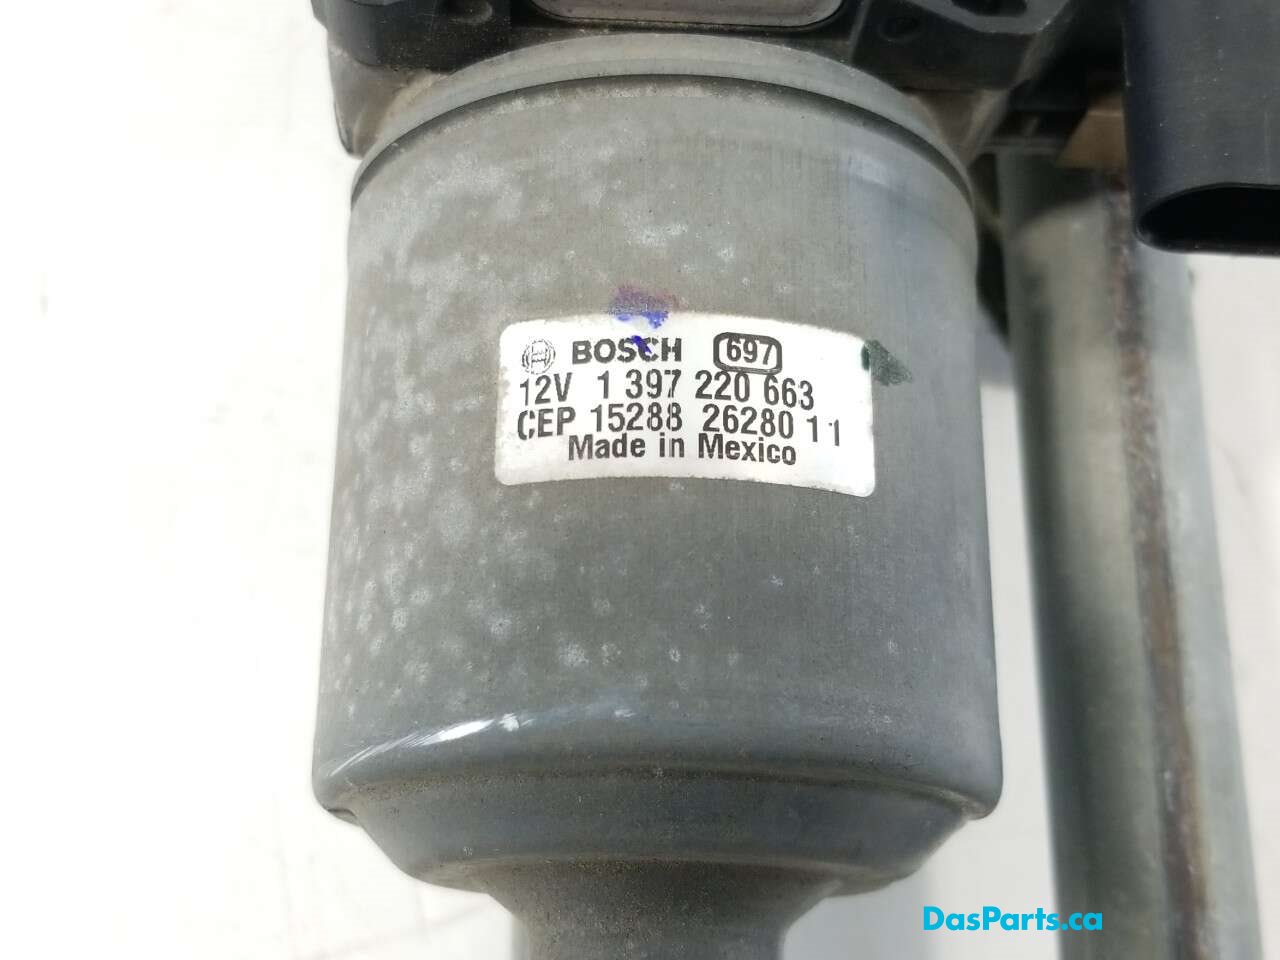 BOSCH 697
12V 1 397 220 663
CEP 15288 26280 11
Made in Mexico
DasParts.ca